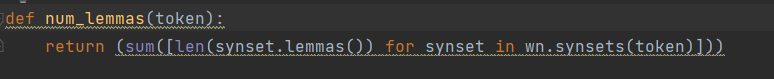 def num_lemmas(token):
    return (sum([len(synset.lemmas()) for synset in wn.synsets(token)]))